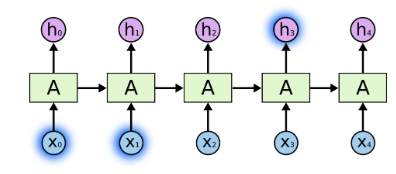 h₀ h₁ h₂ h₃ h₄
A A A A A
x₀ x₁ x₂ x₃ x₄